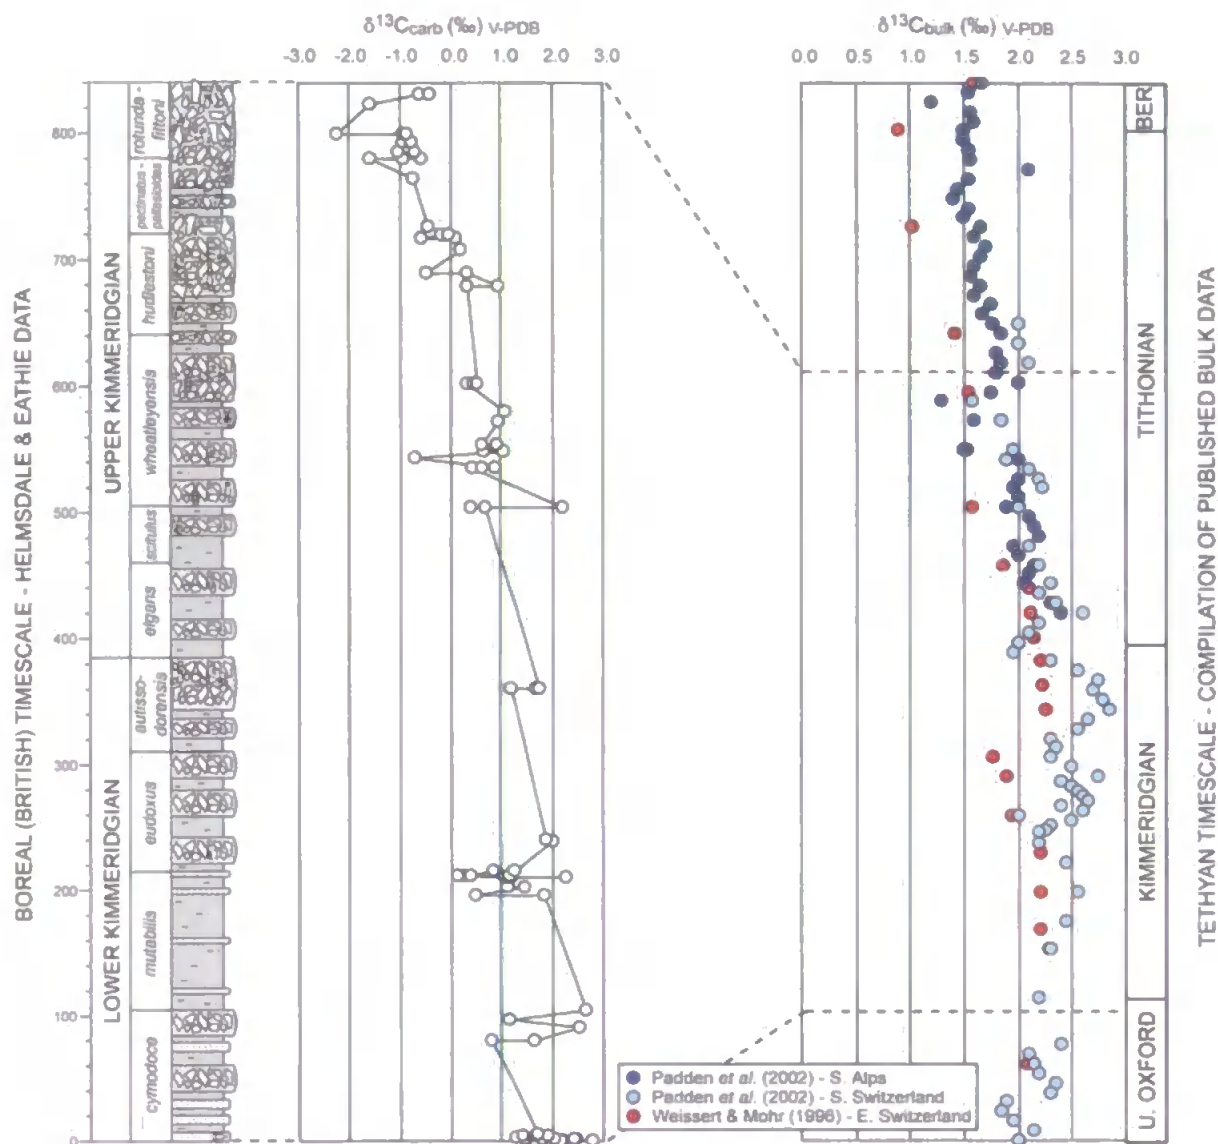 δ13Ccarb (‰) V-PDB
δ13Cbulk (‰) V-PDB
-3.0 -2.0 -1.0 0.0 1.0 2.0 3.0
0.0 0.5 1.0 1.5 2.0 2.5 3.0
BOREAL (BRITISH) TIMESCALE - HELMSDALE & EATHIE DATA
800
700
600
500
400
300
200
100
0
UPPER KIMMERIDGIAN
LOWER KIMMERIDGIAN
rotunda - fittoni
pectinatus - pallasioides
hudlestoni
wheatleyensis
scitulus
elgans
autisso-
dorensis
eudoxus
mutabilis
cymodoce
BER
TITHONIAN
KIMMERIDGIAN
U. OXFORD
TETHYAN TIMESCALE - COMPILATION OF PUBLISHED BULK DATA
Padden et al. (2002) - S. Alps
Padden et al. (2002) - S. Switzerland
Weissert & Mohr (1996) - E. Switzerland